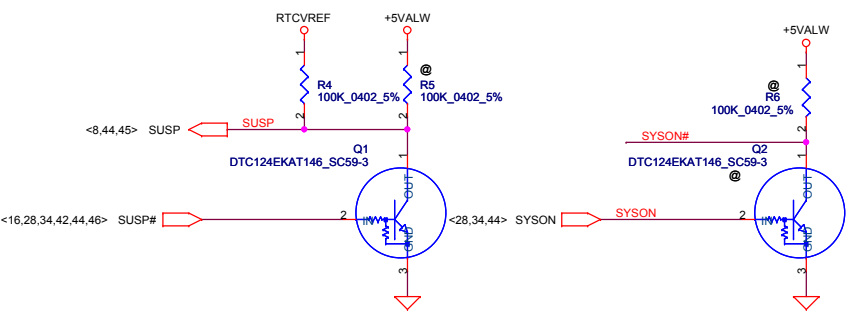 RTCVREF
+5VALW
+5VALW
1
1
@
1
R4
R5
@
100K_0402_5%
100K_0402_5%
R6
100K_0402_5%
2
2
2
<8,44,45> SUSP
SUSP
SYSON#
Q1
1
Q2
1
DTC124EKAT146_SC59-3
DTC124EKAT146_SC59-3
@
OUT
OUT
<16,28,34,42,44,46> SUSP#
2
IN
<28,34,44> SYSON
SYSON
2
IN
GND
GND
3
3